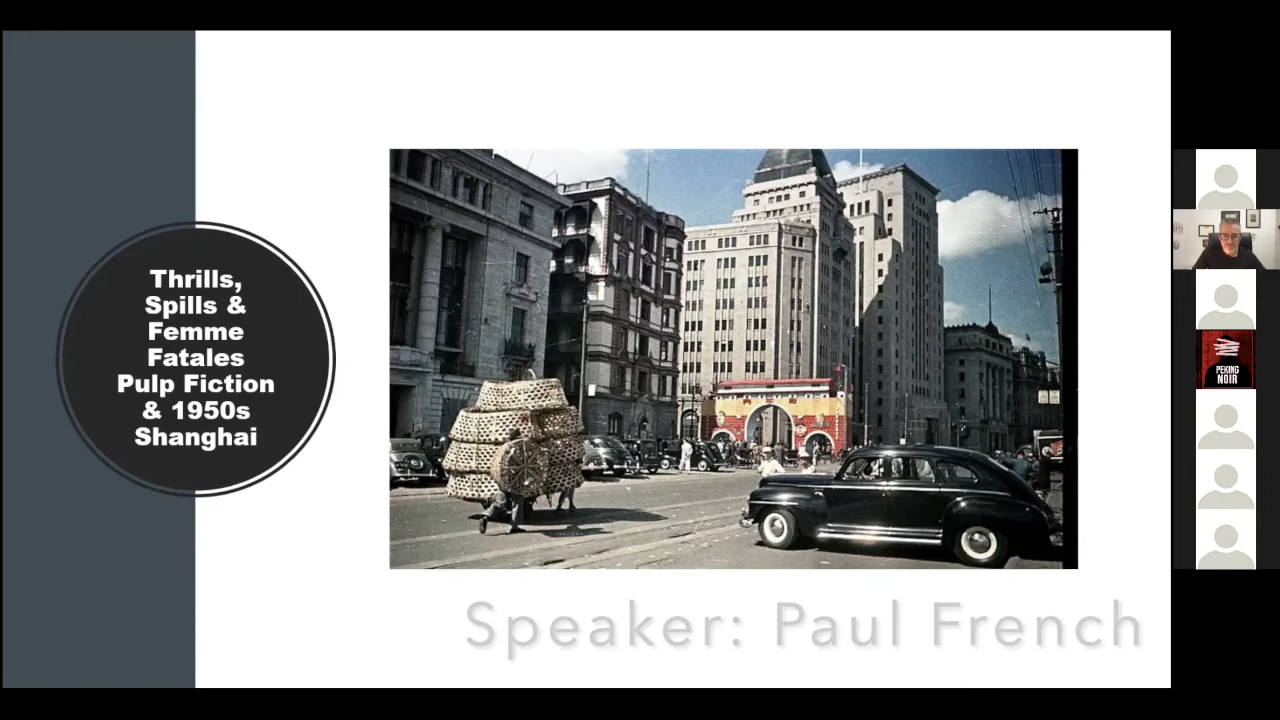 Thrills,
Spills &
Femme
Fatales
Pulp Fiction
& 1950s
Shanghai
Speaker: Paul French
PEKING
NOIR